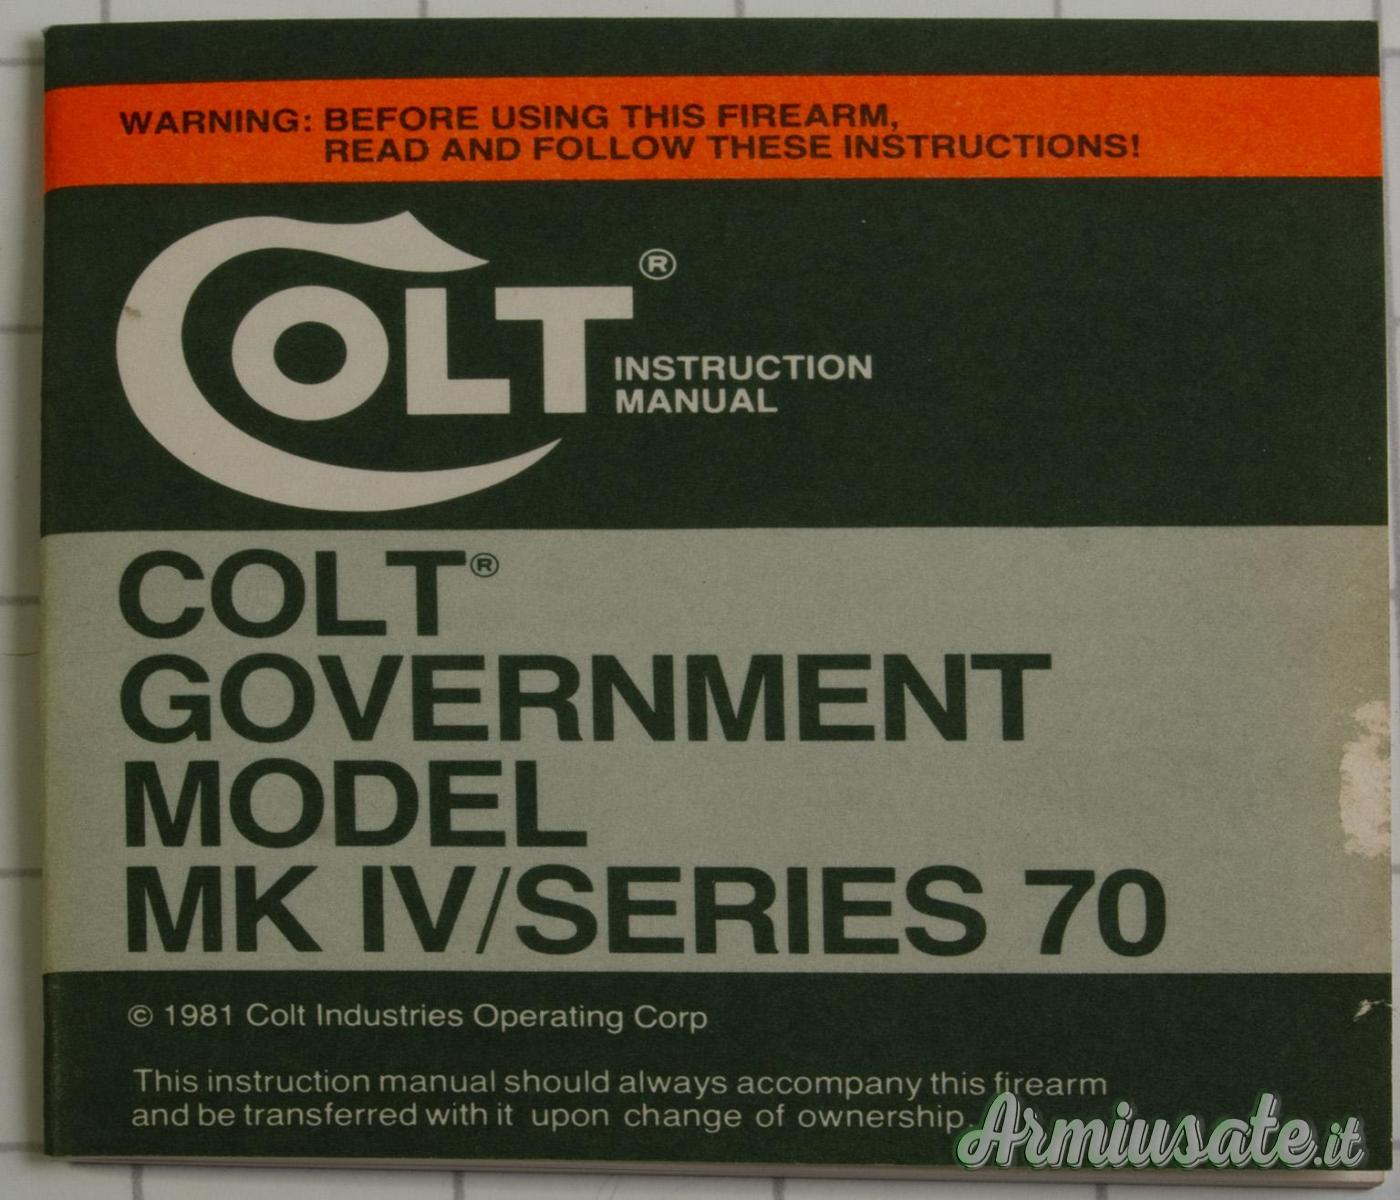 WARNING: BEFORE USING THIS FIREARM,
READ AND FOLLOW THESE INSTRUCTIONS!
COLT®
INSTRUCTION
MANUAL
COLT®
GOVERNMENT
MODEL
MK IV/SERIES 70
© 1981 Colt Industries Operating Corp
This instruction manual should always accompany this firearm
and be transferred with it upon change of ownership.
Armiusate.it